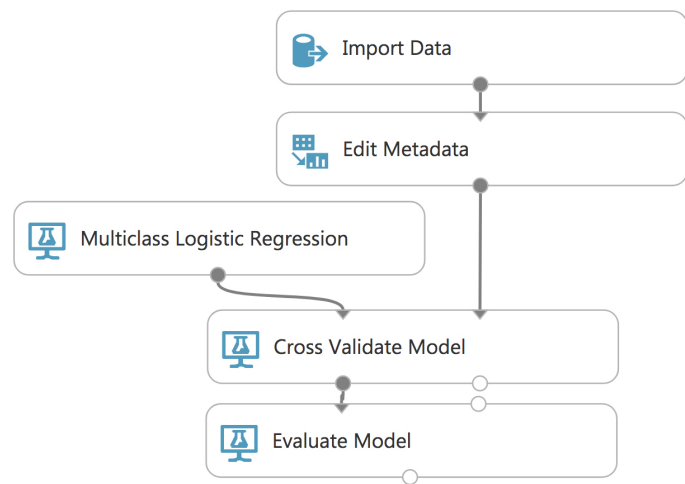 Import Data
Edit Metadata
Multiclass Logistic Regression
Cross Validate Model
Evaluate Model